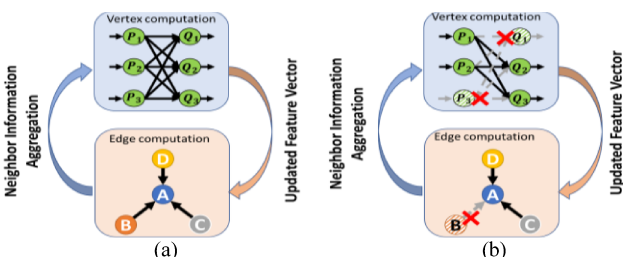 Vertex computation
P1 Q1
P2 Q2
P3 Q3
Neighbor Information
Aggregation
Updated Feature Vector
Edge computation
D
A
B C
(a)
Vertex computation
P1 Q1
P2 Q2
P3 Q3
Neighbor Information
Aggregation
Updated Feature Vector
Edge computation
D
A
B C
(b)